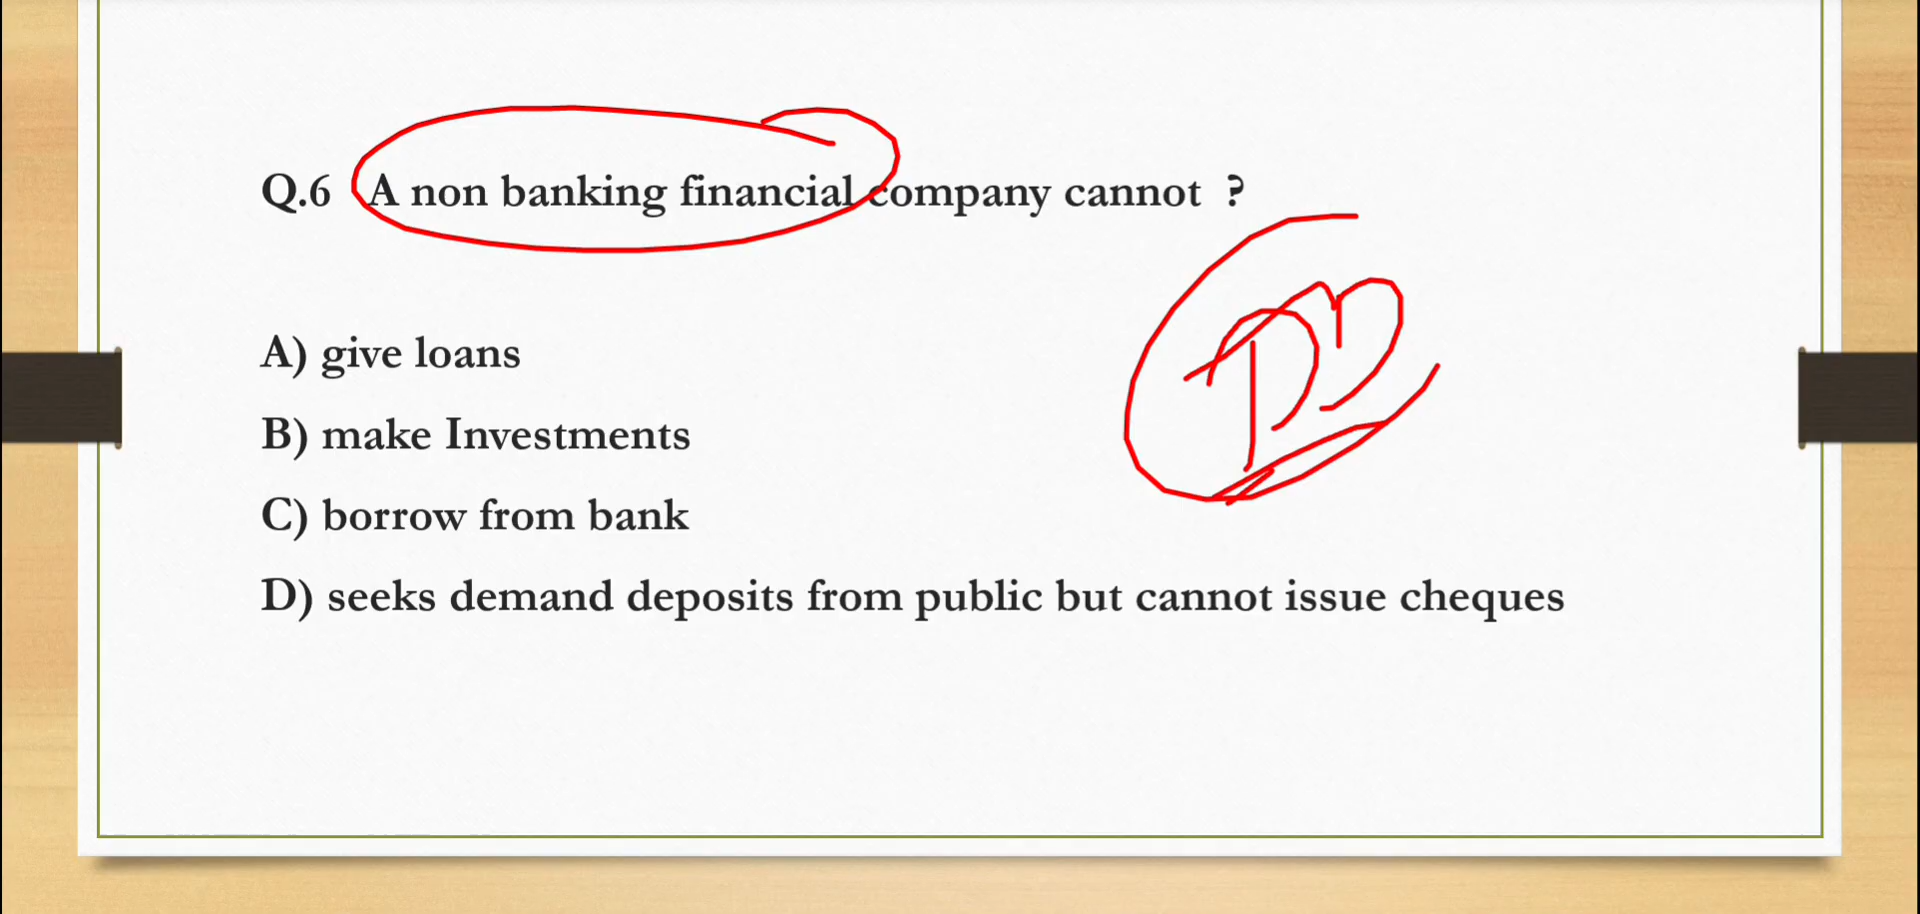 Q.6 A non banking financial company cannot ?
A) give loans
B) make Investments
C) borrow from bank
D) seeks demand deposits from public but cannot issue cheques